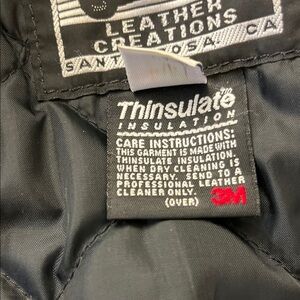 LEATHER
CREATIONS
SANTA ROSA, CA
Thinsulate™
INSULATION
CARE INSTRUCTIONS:
THIS GARMENT IS MADE WITH
THINSULATE INSULATION.
WHEN DRY CLEANING IS
NECESSARY. SEND TO A
PROFESSIONAL LEATHER
CLEANER ONLY.
(OVER) 3M